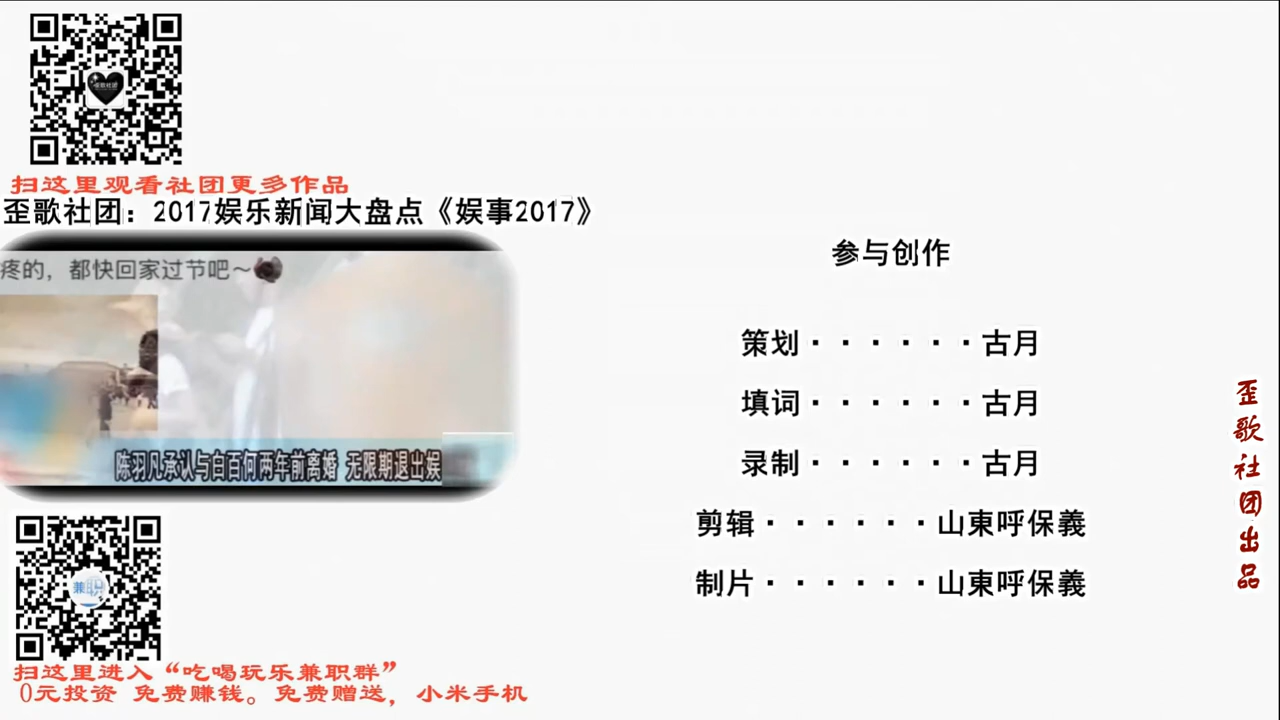 扫这里观看社团更多作品
歪歌社团：2017娱乐新闻大盘点《娱事2017》
疼的，都快回家过节吧～
陈羽凡承认与白百何两年前离婚 无限期退出娱
兼职
扫这里进入“吃喝玩乐兼职群”
0元投资 免费赚钱。免费赠送，小米手机
参与创作
策划······古月
填词······古月
录制······古月
剪辑······山東呼保義
制片······山東呼保義
歪歌社团出品